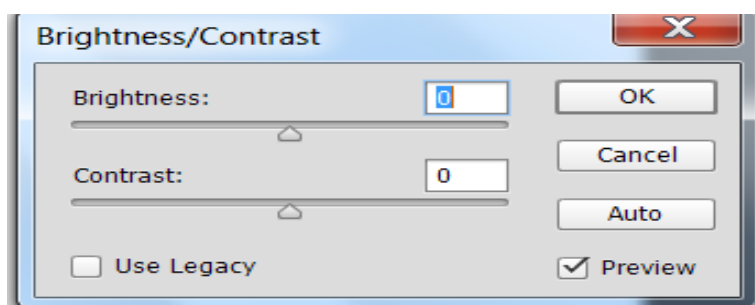 Brightness/Contrast
Brightness: 0
OK
Cancel
Contrast: 0
Auto
Use Legacy
Preview